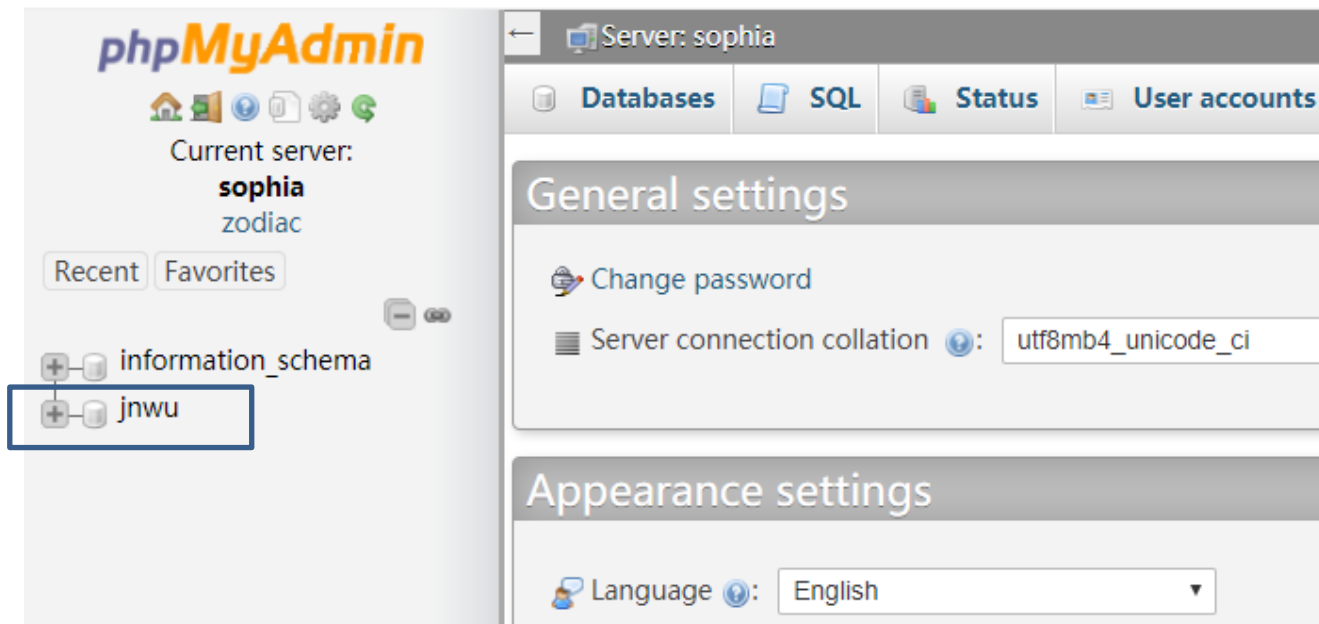 phpMyAdmin
Current server:
sophia
zodiac
Recent Favorites
information_schema
jnwu
← Server: sophia
Databases SQL Status User accounts
General settings
Change password
Server connection collation : utf8mb4_unicode_ci
Appearance settings
Language : English